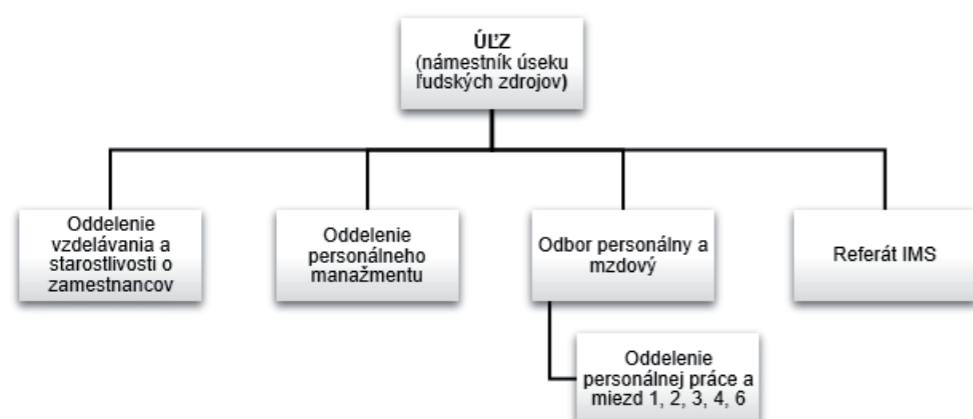 ÚĽZ
(námestník úseku
ľudských zdrojov)
Oddelenie
vzdelávania a
starostlivosti o
zamestnancov
Oddelenie
personálneho
manažmentu
Odbor personálny a
mzdový
Referát IMS
Oddelenie
personálnej práce a
miezd 1, 2, 3, 4, 6